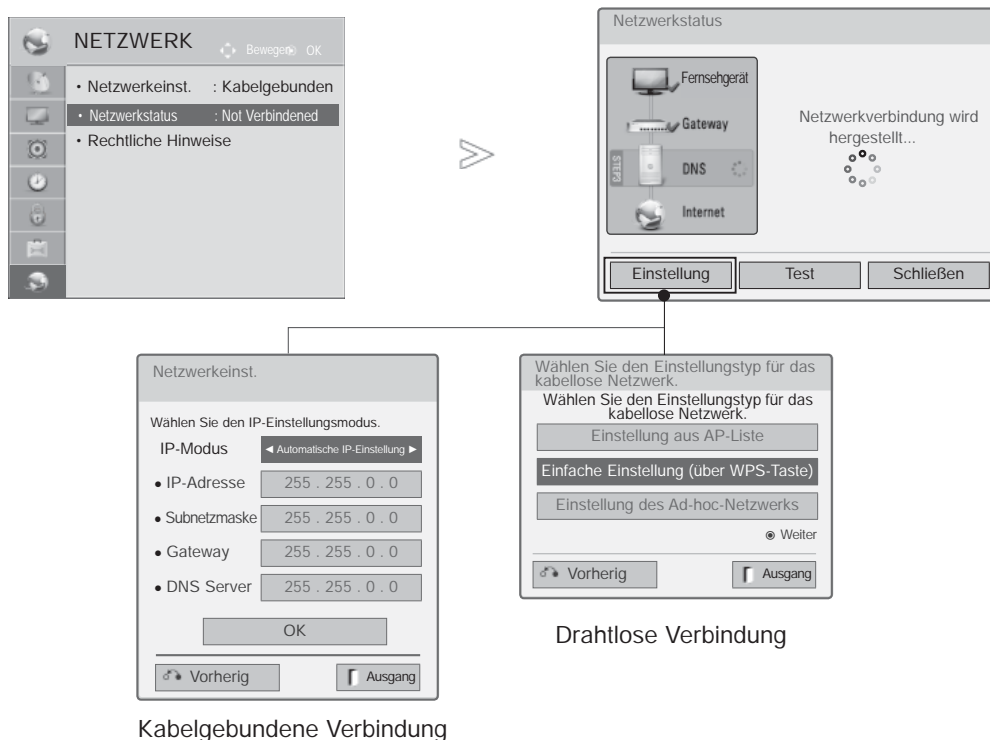 NETZWERK
Bewegen OK
• Netzwerkeinst. : Kabelgebunden
• Netzwerkstatus : Not Verbindened
• Rechtliche Hinweise
Netzwerkstatus
Fernsehgerät
Gateway
STEP3
DNS
Internet
Netzwerkverbindung wird
hergestellt...
Einstellung Test Schließen
Netzwerkeinst.
Wählen Sie den IP-Einstellungsmodus.
IP-Modus ◄ Automatische IP-Einstellung ►
• IP-Adresse 255 . 255 . 0 . 0
• Subnetzmaske 255 . 255 . 0 . 0
• Gateway 255 . 255 . 0 . 0
• DNS Server 255 . 255 . 0 . 0
OK
Vorherig Ausgang
Kabelgebundene Verbindung
Wählen Sie den Einstellungstyp für das
kabellose Netzwerk.
Wählen Sie den Einstellungstyp für das
kabellose Netzwerk.
Einstellung aus AP-Liste
Einfache Einstellung (über WPS-Taste)
Einstellung des Ad-hoc-Netzwerks
Weiter
Vorherig Ausgang
Drahtlose Verbindung